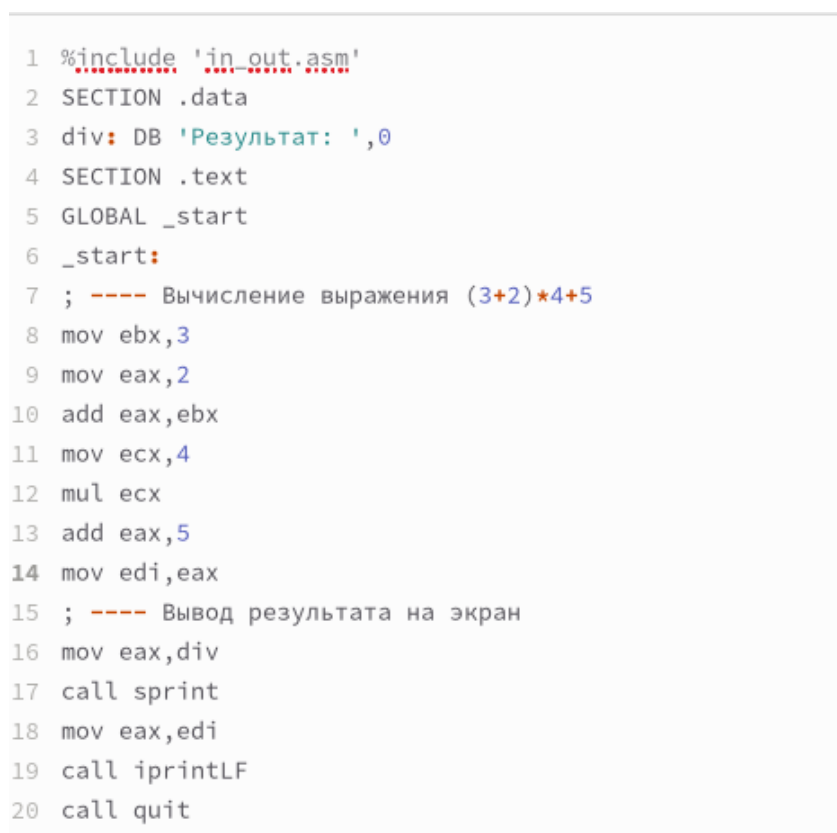 1 %include 'in_out.asm'
2 SECTION .data
3 div: DB 'Результат: ',0
4 SECTION .text
5 GLOBAL _start
6 _start:
7 ; ---- Вычисление выражения (3+2)*4+5
8 mov ebx,3
9 mov eax,2
10 add eax,ebx
11 mov ecx,4
12 mul ecx
13 add eax,5
14 mov edi,eax
15 ; ---- Вывод результата на экран
16 mov eax,div
17 call sprint
18 mov eax,edi
19 call iprintLF
20 call quit